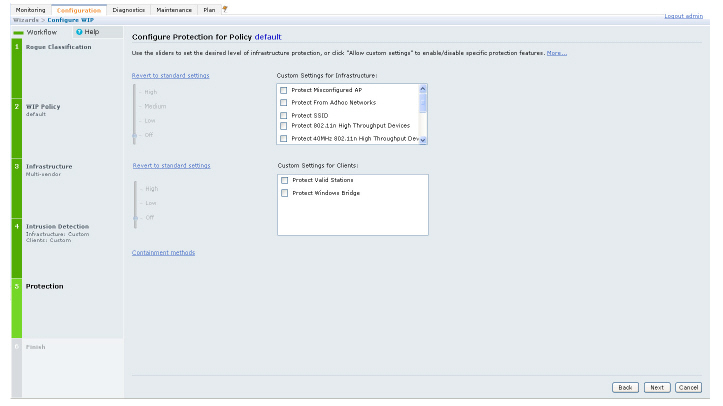 Monitoring Configuration Diagnostics Maintenance Plan
Logout admin
Wizards > Configure WIP
Workflow ? Help
1 Rogue Classification
2 WIP Policy
default
3 Infrastructure
Multi-vendor
4 Intrusion Detection
Infrastructure: Custom
Clients: Custom
5 Protection
6 Finish
Configure Protection for Policy default
Use the sliders to set the desired level of infrastructure protection, or click "Allow custom settings" to enable/disable specific protection features. More...
Revert to standard settings
High
Medium
Low
Off
Custom Settings for Infrastructure:
Protect Misconfigured AP
Protect From Adhoc Networks
Protect SSID
Protect 802.11n High Throughput Devices
Protect 40MHz 802.11n High Throughput Dev
Revert to standard settings
High
Low
Off
Custom Settings for Clients:
Protect Valid Stations
Protect Windows Bridge
Containment methods
Back Next Cancel